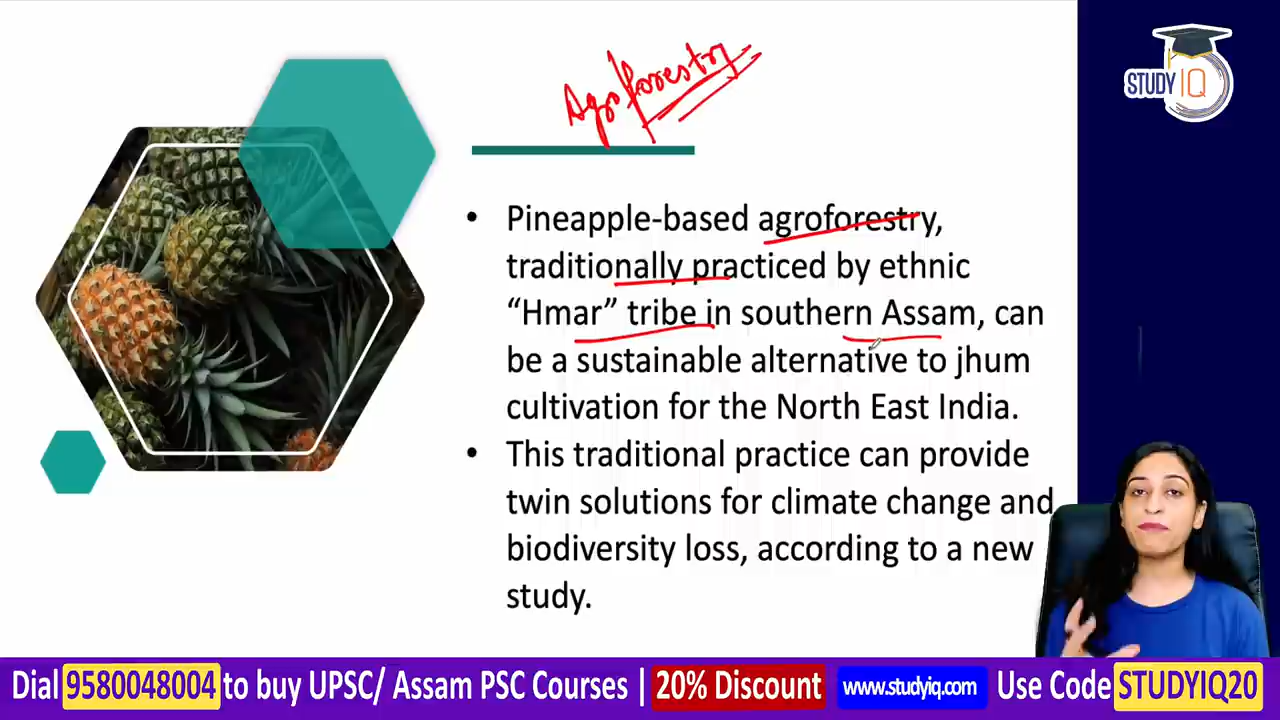 Agroforestry
STUDY IQ
• Pineapple-based agroforestry,
traditionally practiced by ethnic
“Hmar” tribe in southern Assam, can
be a sustainable alternative to jhum
cultivation for the North East India.
• This traditional practice can provide
twin solutions for climate change and
biodiversity loss, according to a new
study.
Dial 9580048004 to buy UPSC/ Assam PSC Courses | 20% Discount www.studyiq.com Use Code STUDYIQ20